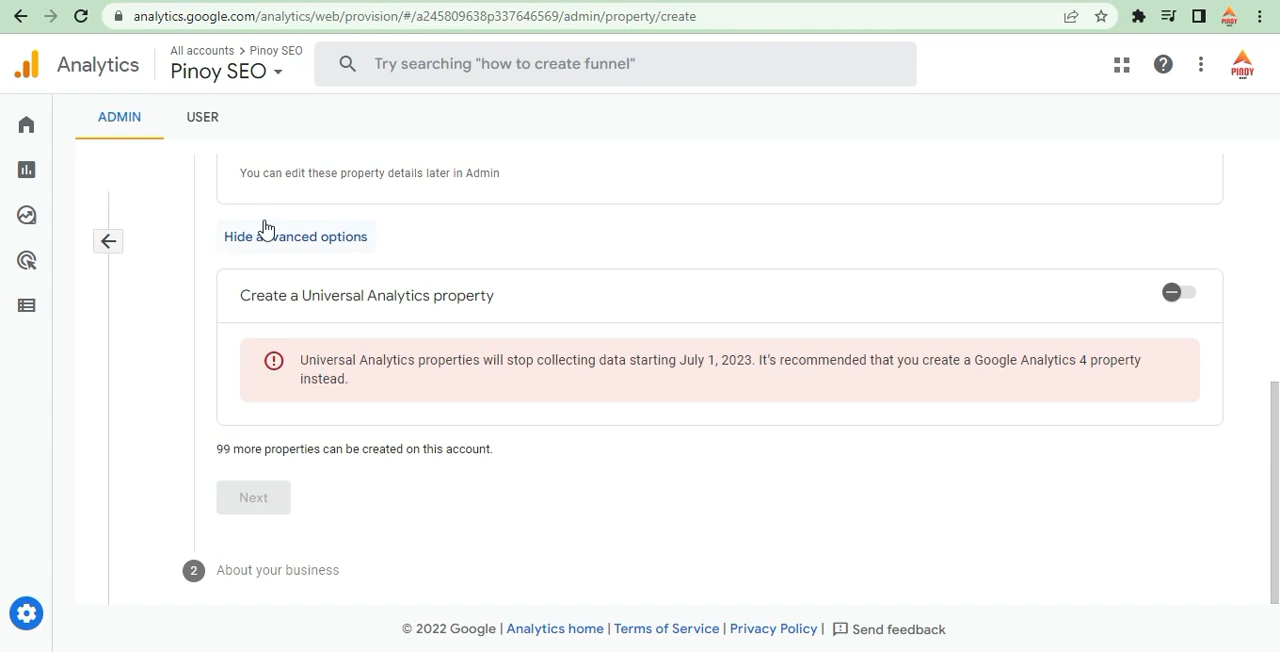 analytics.google.com/analytics/web/provision/#/a245809638p337646569/admin/property/create
Analytics
All accounts > Pinoy SEO
Pinoy SEO
Try searching "how to create funnel"
PINOY
ADMIN
USER
You can edit these property details later in Admin
Hide advanced options
Create a Universal Analytics property
Universal Analytics properties will stop collecting data starting July 1, 2023. It's recommended that you create a Google Analytics 4 property
instead.
99 more properties can be created on this account.
Next
2 About your business
© 2022 Google | Analytics home | Terms of Service | Privacy Policy | Send feedback